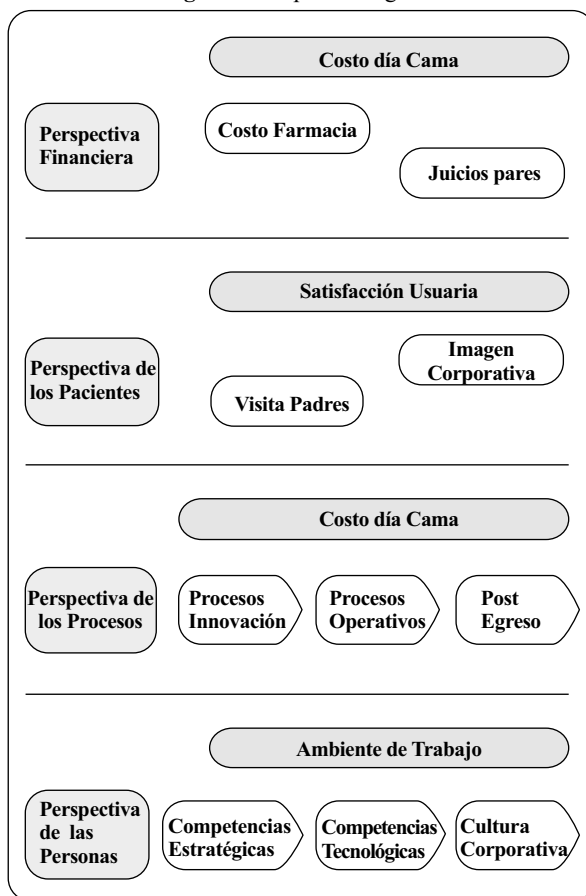 Costo día Cama
Perspectiva
Financiera
Costo Farmacia
Juicios pares
Satisfacción Usuaria
Perspectiva de
los Pacientes
Imagen
Corporativa
Visita Padres
Costo día Cama
Perspectiva de
los Procesos
Procesos
Innovación
Procesos
Operativos
Post
Egreso
Ambiente de Trabajo
Perspectiva
de las
Personas
Competencias
Estratégicas
Competencias
Tecnológicas
Cultura
Corporativa